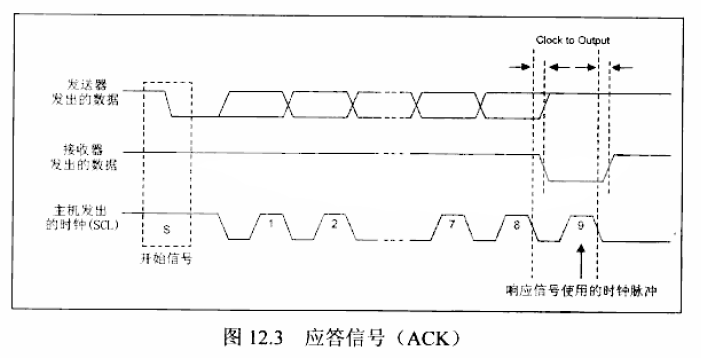 Clock to Output
发送器
发出的数据
接收器
发出的数据
主机发出
的时钟(SCL)
S
1
2
7
8
9
开始信号
响应信号使用的时钟脉冲
图 12.3 应答信号（ACK）